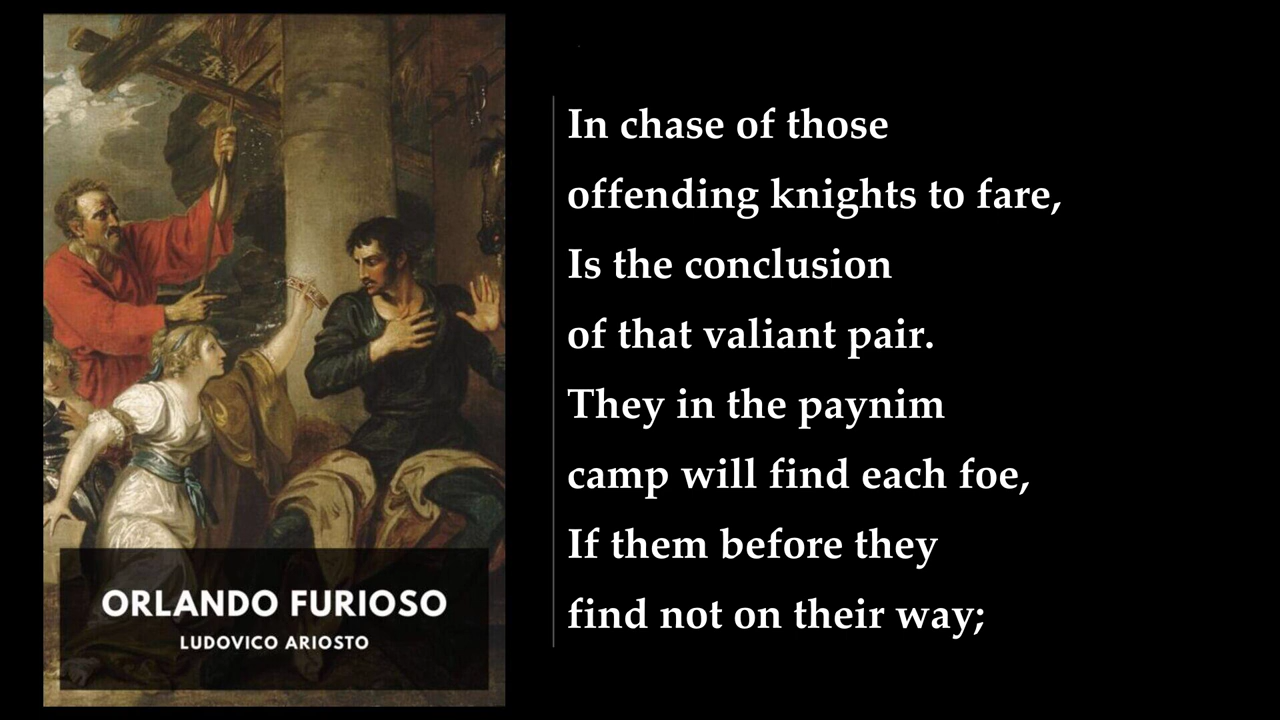 ORLANDO FURIOSO
LUDOVICO ARIOSTO
In chase of those
offending knights to fare,
Is the conclusion
of that valiant pair.
They in the paynim
camp will find each foe,
If them before they
find not on their way;